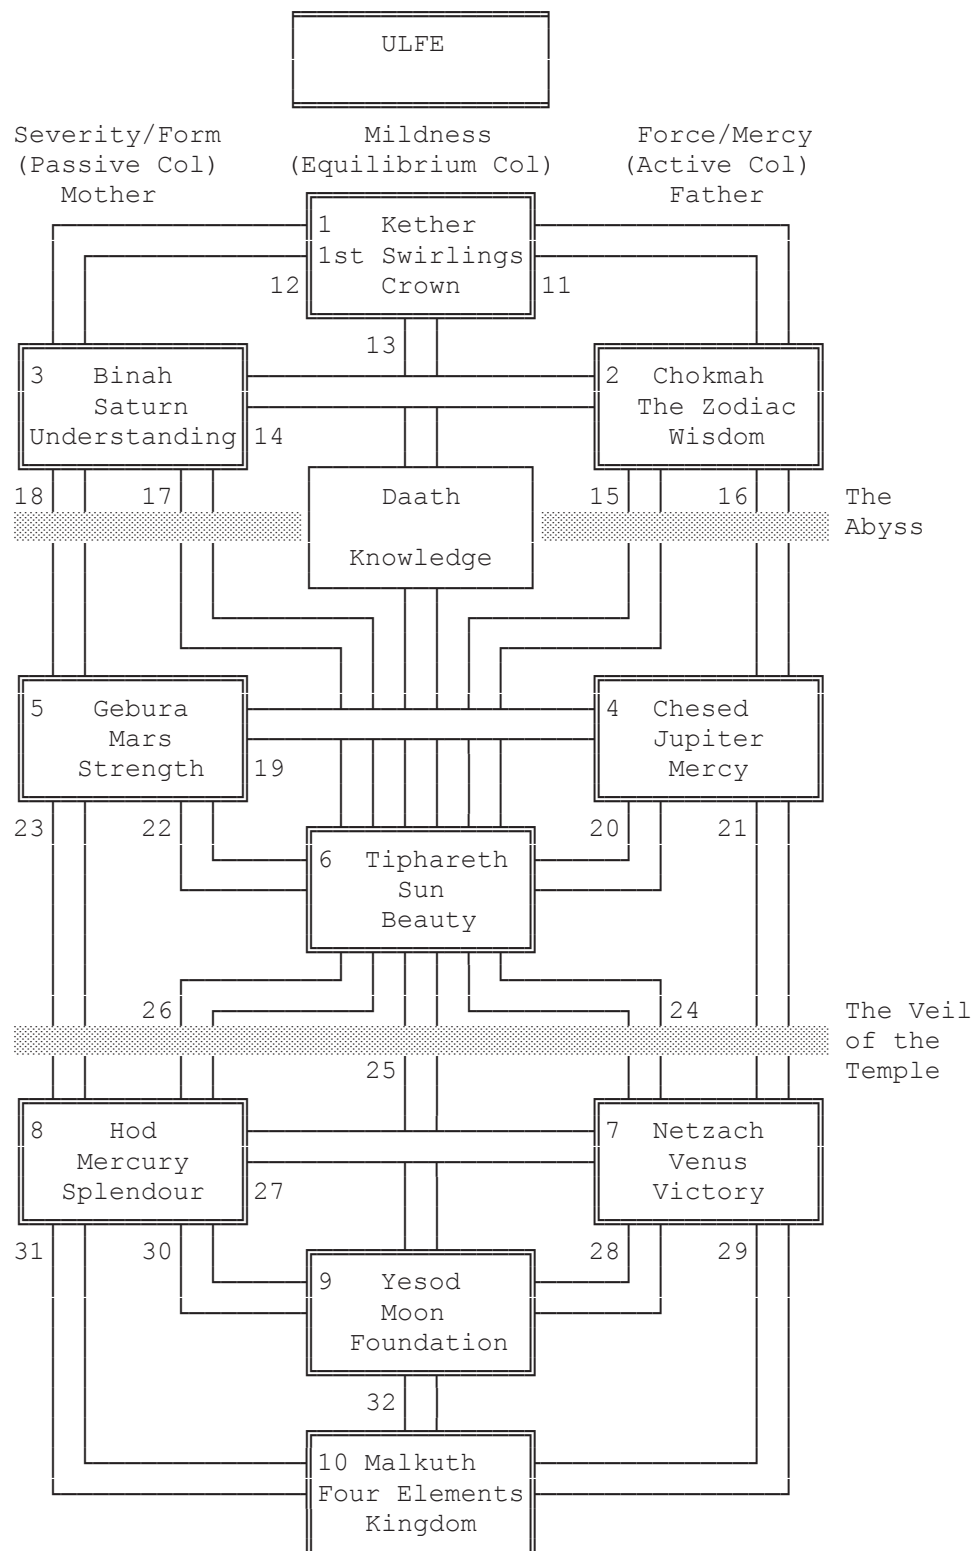 ULFE
Severity/Form Mildness Force/Mercy
(Passive Col) (Equilibrium Col) (Active Col)
Mother Father
1 Kether
1st Swirlings
12 Crown 11
13
3 Binah 2 Chokmah
Saturn The Zodiac
Understanding 14 Wisdom
18 17 Daath 15 16 The
Abyss
Knowledge
5 Gebura 4 Chesed
Mars Jupiter
Strength 19 Mercy
23 22 20 21
6 Tiphareth
Sun
Beauty
26 24 The Veil
of the
25 Temple
8 Hod 7 Netzach
Mercury Venus
Splendour 27 Victory
31 30 28 29
9 Yesod
Moon
Foundation
32
10 Malkuth
Four Elements
Kingdom